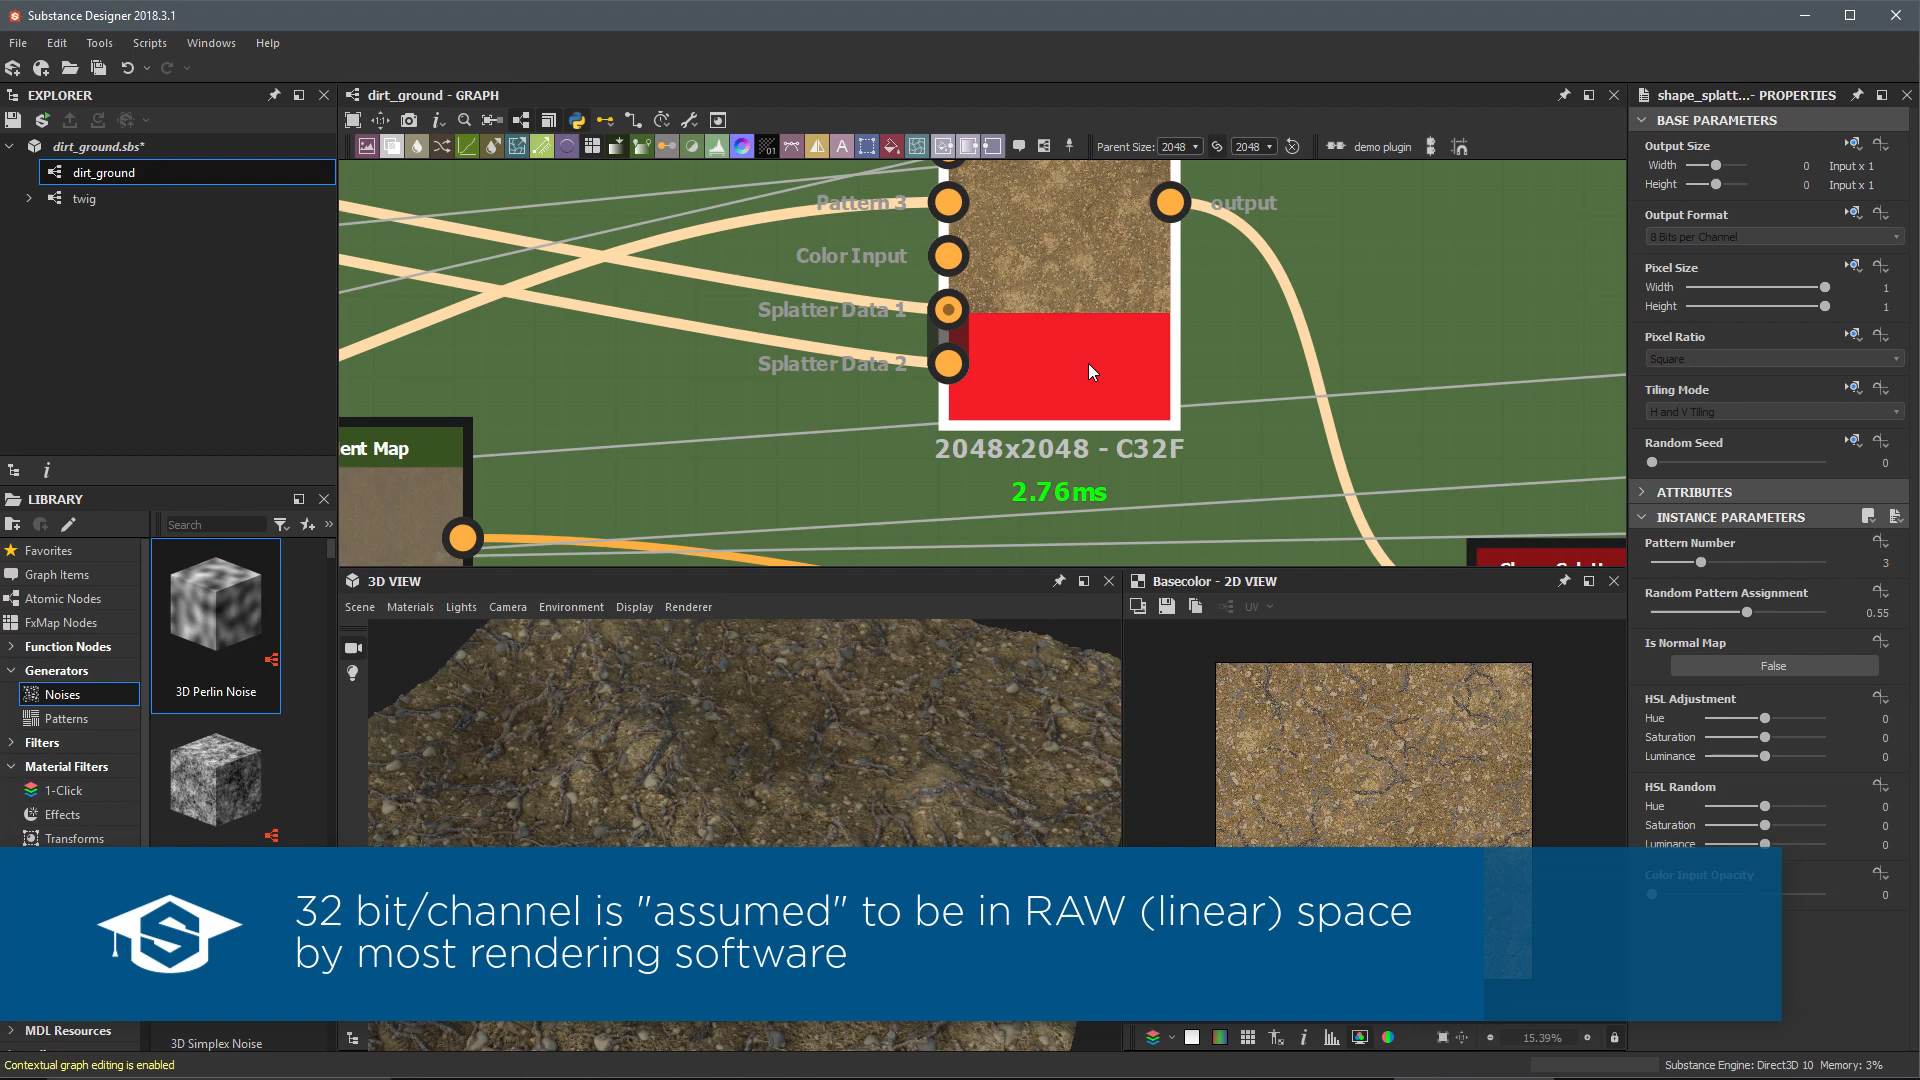 Substance Designer 2018.3.1
File Edit Tools Scripts Windows Help
EXPLORER
dirt_ground.sbs*
dirt_ground
twig
LIBRARY
Search
Favorites
Graph Items
Atomic Nodes
FxMap Nodes
Function Nodes
Generators
Noises
Patterns
Filters
Material Filters
1-Click
Effects
Transforms
MDL Resources
3D Perlin Noise
3D Simplex Noise
dirt_ground - GRAPH
Parent Size: 2048 2048 demo plugin
Pattern 3
Color Input
Splatter Data 1
Splatter Data 2
output
2048x2048 - C32F
2.76ms
ent Map
3D VIEW
Scene Materials Lights Camera Environment Display Renderer
Basecolor - 2D VIEW
UV
15.39%
shape_splatt...- PROPERTIES
BASE PARAMETERS
Output Size
Width 0 Input x 1
Height 0 Input x 1
Output Format
8 Bits per Channel
Pixel Size
Width 1
Height 1
Pixel Ratio
Square
Tiling Mode
H and V Tiling
Random Seed
0
ATTRIBUTES
INSTANCE PARAMETERS
Pattern Number
3
Random Pattern Assignment
0.55
Is Normal Map
False
HSL Adjustment
Hue 0
Saturation 0
Luminance 0
HSL Random
Hue 0
Saturation 0
Luminance 0
Color Input Opacity
0
32 bit/channel is "assumed" to be in RAW (linear) space
by most rendering software
Contextual graph editing is enabled
Substance Engine: Direct3D 10 Memory: 3%